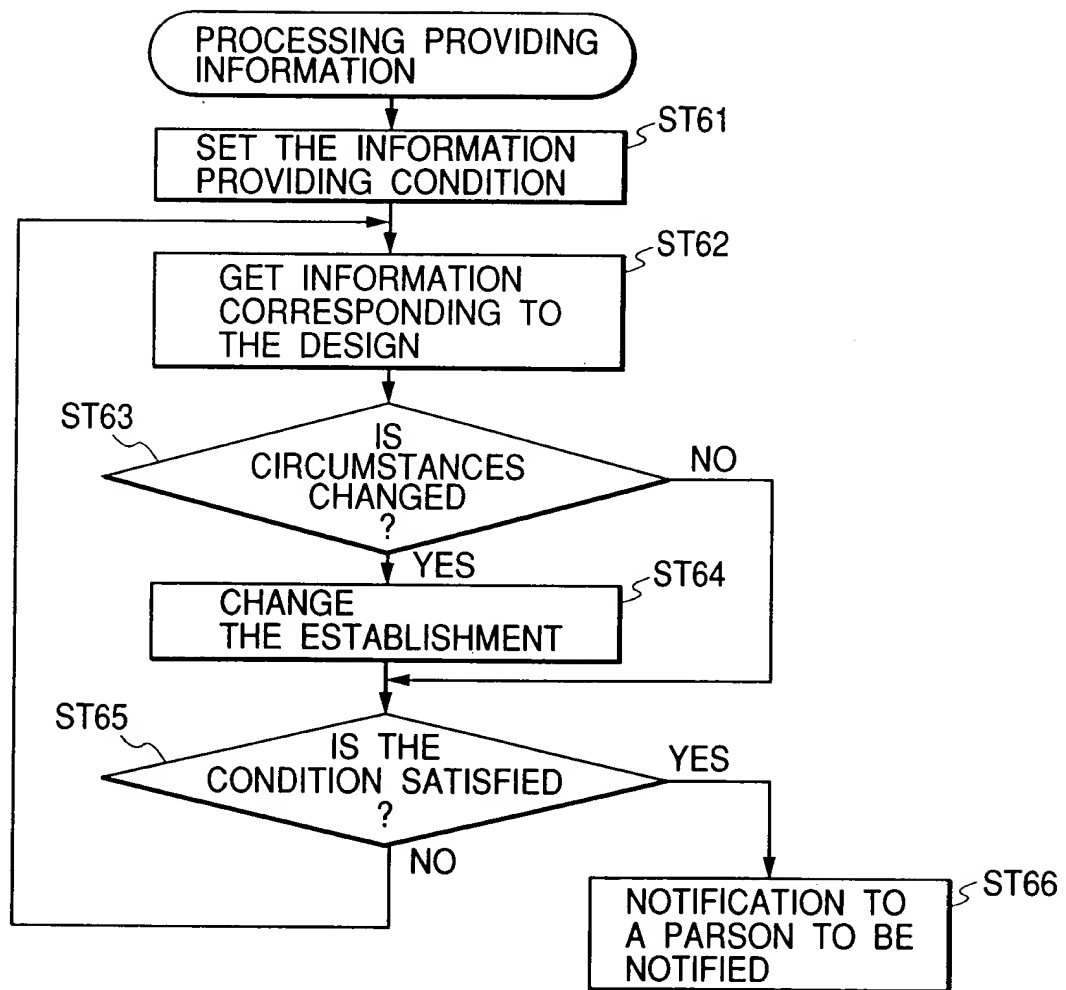 PROCESSING PROVIDING
INFORMATION
ST61
SET THE INFORMATION
PROVIDING CONDITION
ST62
GET INFORMATION
CORRESPONDING TO
THE DESIGN
ST63
IS
CIRCUMSTANCES
CHANGED
?
NO
YES
ST64
CHANGE
THE ESTABLISHMENT
ST65
IS THE
CONDITION SATISFIED
?
YES
NO
ST66
NOTIFICATION TO
A PARSON TO BE
NOTIFIED